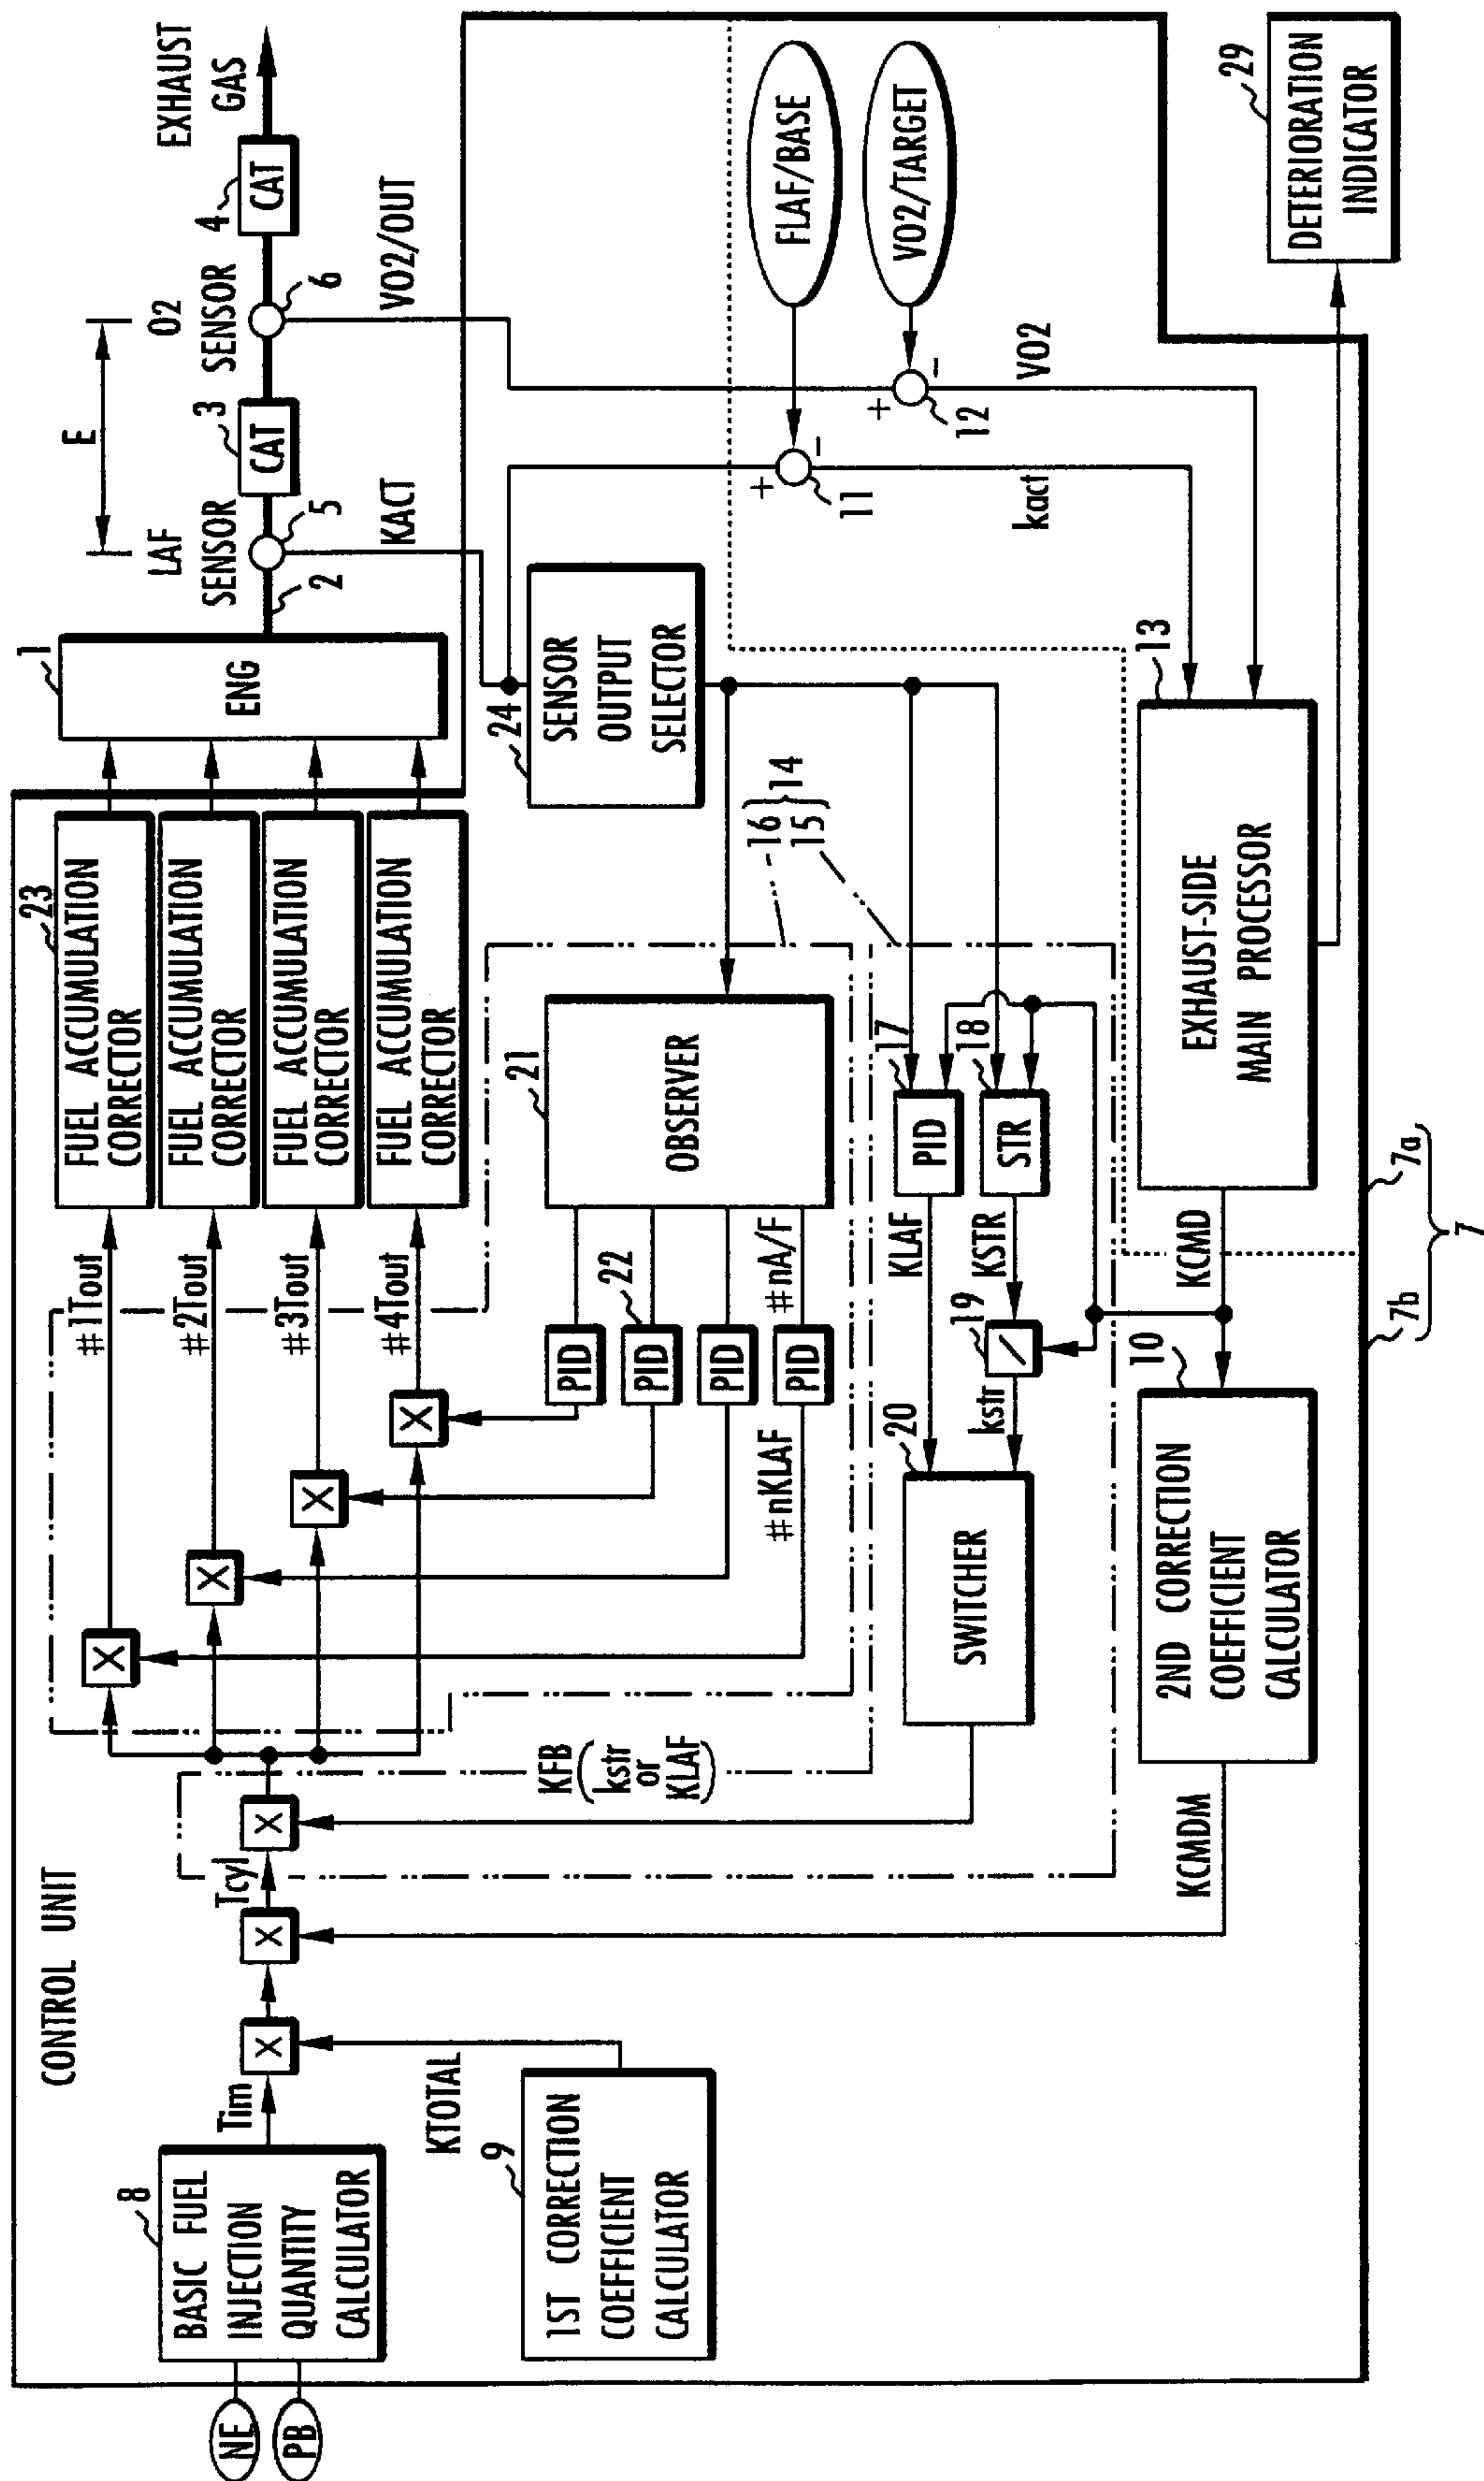 CONTROL UNIT
NE
PB
8
BASIC FUEL
INJECTION
QUANTITY
CALCULATOR
Tim
X
KTOTAL
9
1ST CORRECTION
COEFFICIENT
CALCULATOR
X
Tcyl
X
KCMDM
KFB
kstr
or
KLAF
X
X
X
X
#1Tout
#2Tout
#3Tout
#4Tout
23
FUEL ACCUMULATION
CORRECTOR
FUEL ACCUMULATION
CORRECTOR
FUEL ACCUMULATION
CORRECTOR
FUEL ACCUMULATION
CORRECTOR
1
ENG
2
LAF
SENSOR
5
KACT
E
3
CAT
O2
SENSOR
6
VO2/OUT
4
CAT
EXHAUST
GAS
PID
PID
22
PID
PID
#nA/F
#nKLAF
21
OBSERVER
24
SENSOR
OUTPUT
SELECTOR
16
15
14
17
PID
18
STR
KLAF
KSTR
19
kstr
20
SWITCHER
10
2ND CORRECTION
COEFFICIENT
CALCULATOR
KCMD
13
EXHAUST-SIDE
MAIN PROCESSOR
FLAF/BASE
VO2/TARGET
+
-
11
kact
+
-
12
VO2
29
DETERIORATION
INDICATOR
7b
7a
7